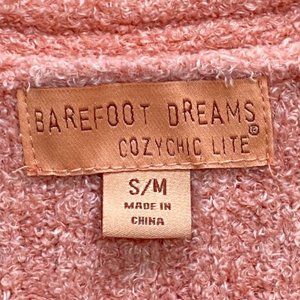 BAREFOOT DREAMS
COZYCHIC LITE®
S/M
MADE IN
CHINA